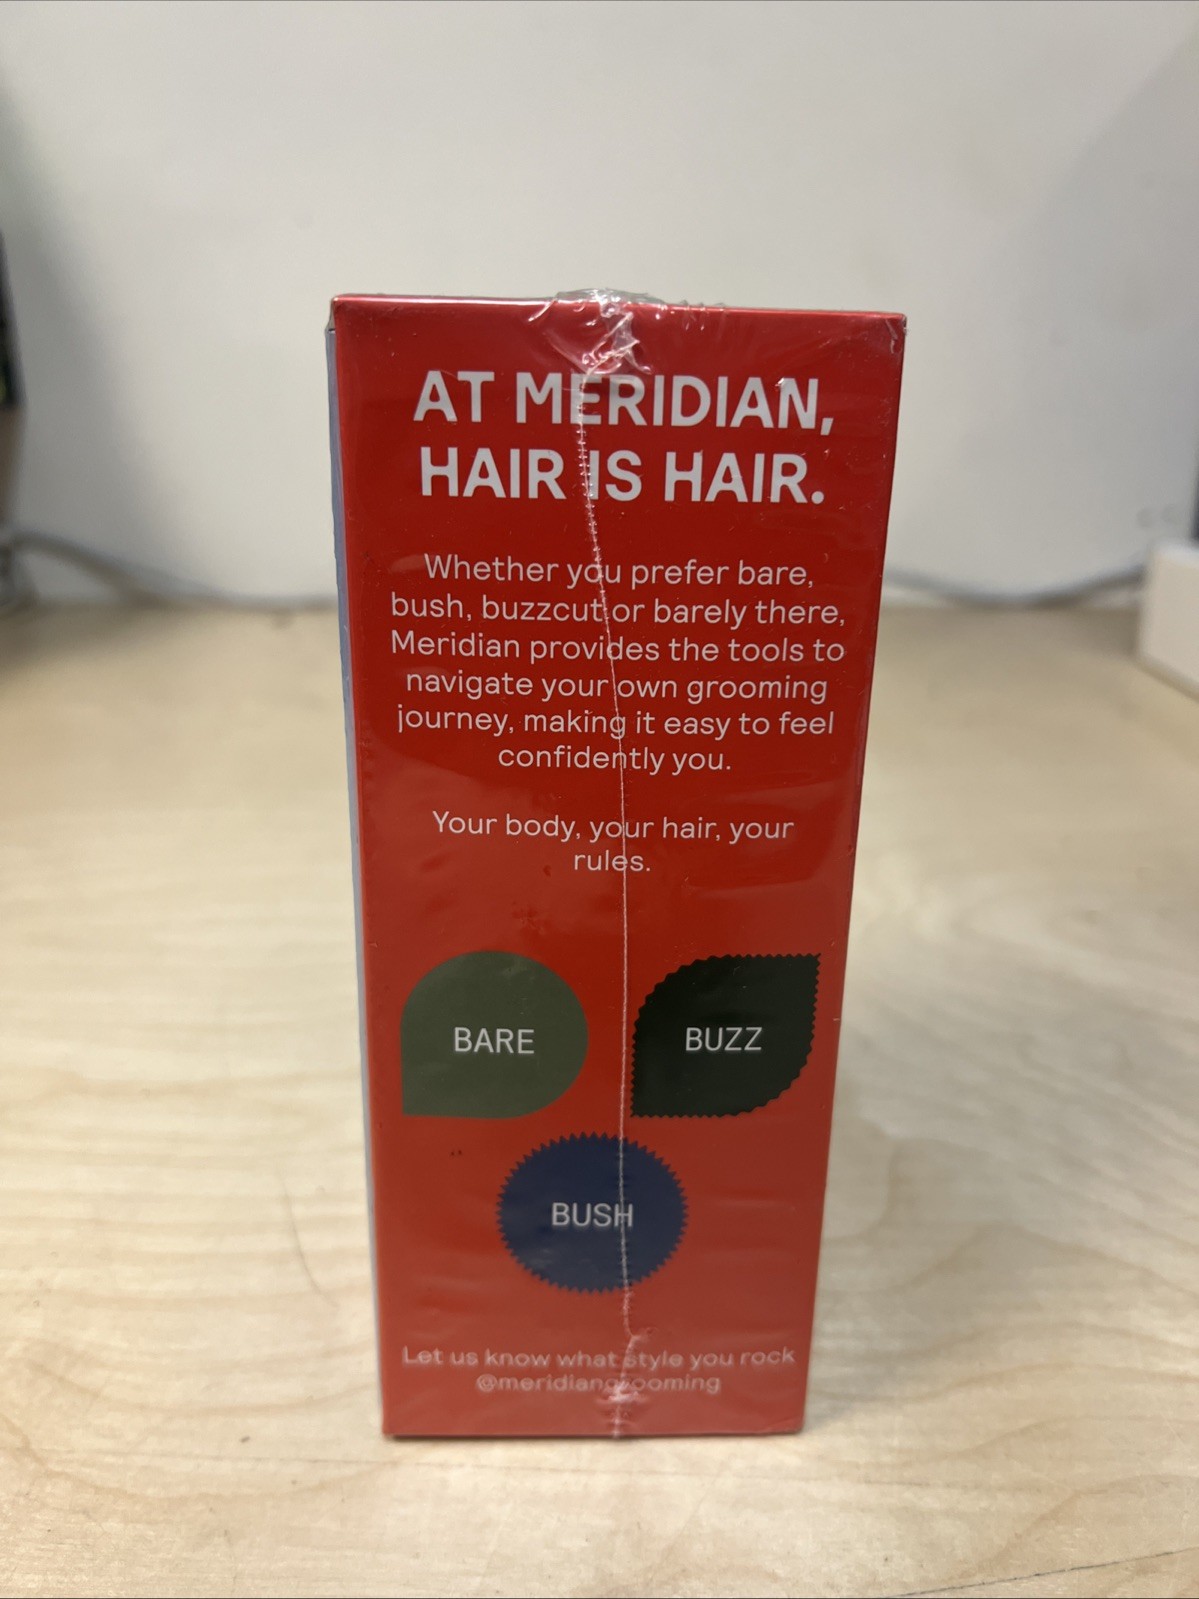 AT MERIDIAN,
HAIR IS HAIR.
Whether you prefer bare,
bush, buzzcut or barely there,
Meridian provides the tools to
navigate your own grooming
journey, making it easy to feel
confidently you.
Your body, your hair, your
rules.
BARE
BUZZ
BUSH
Let us know what style you rock
@meridiangrooming